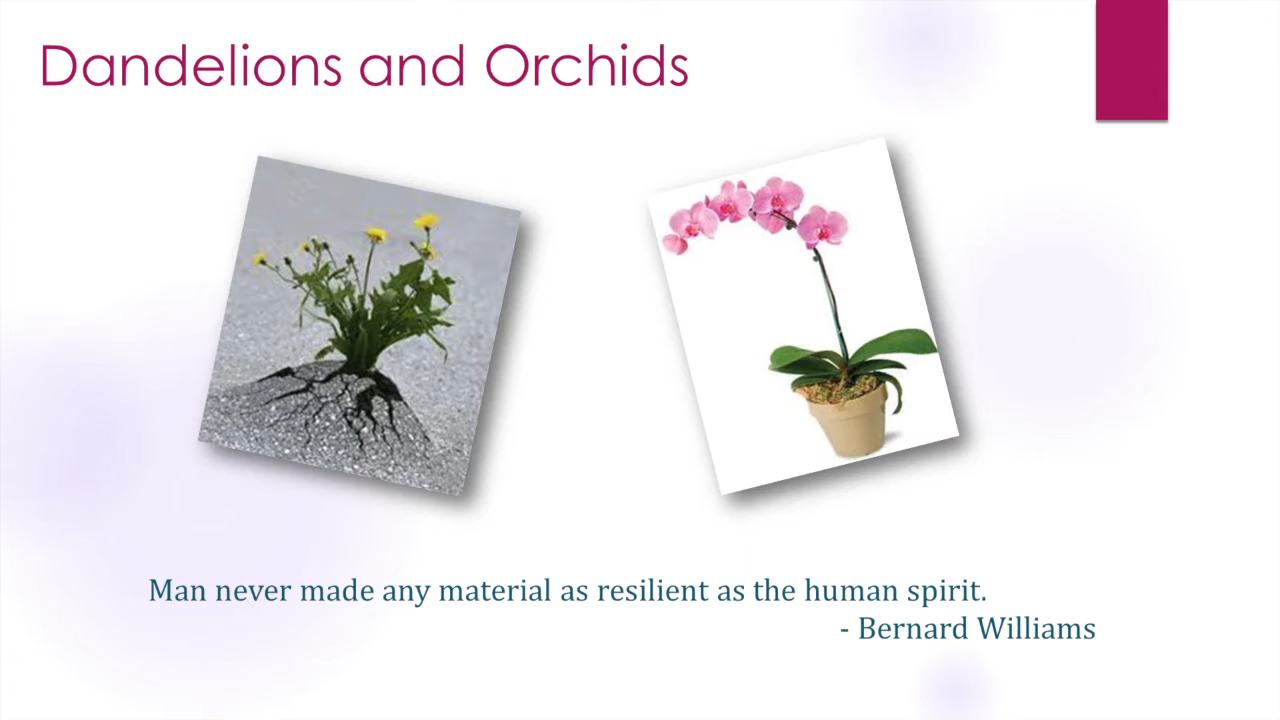 Dandelions and Orchids
Man never made any material as resilient as the human spirit.
- Bernard Williams